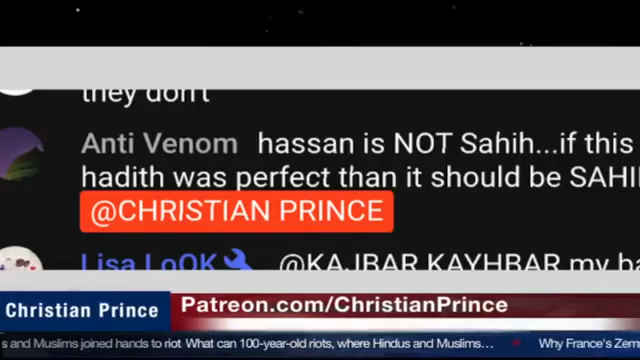 they don't
Anti Venom hassan is NOT Sahih...if this
hadith was perfect than it should be SAHI
@CHRISTIAN PRINCE
Lisa LoOK @KAJBAR KAYHBAR my ba
Christian Prince
Patreon.com/ChristianPrince
s and Muslims joined hands to riot What can 100-year-old riots, where Hindus and Muslims... Why France's Zem